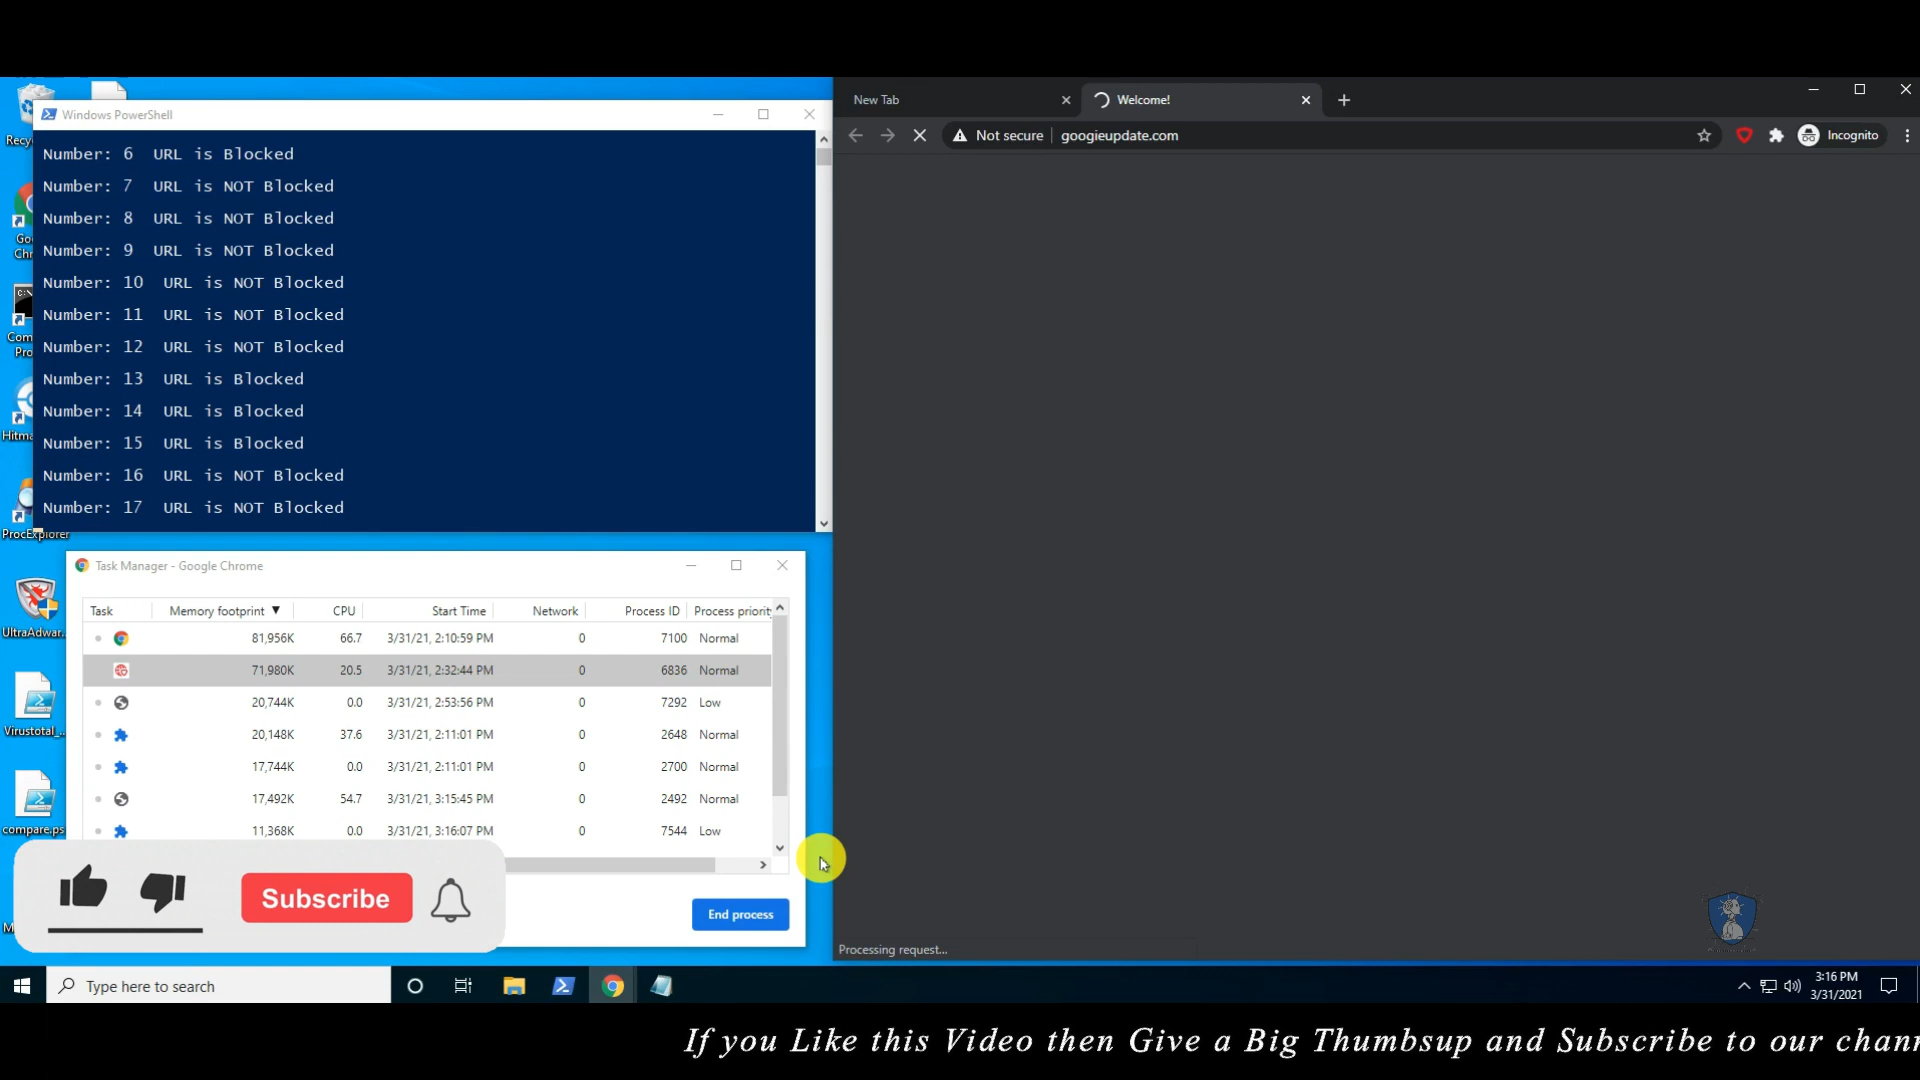 Windows PowerShell
Number: 6 URL is Blocked
Number: 7 URL is NOT Blocked
Number: 8 URL is NOT Blocked
Number: 9 URL is NOT Blocked
Number: 10 URL is NOT Blocked
Number: 11 URL is NOT Blocked
Number: 12 URL is NOT Blocked
Number: 13 URL is Blocked
Number: 14 URL is Blocked
Number: 15 URL is Blocked
Number: 16 URL is NOT Blocked
Number: 17 URL is NOT Blocked
Recy
Goo
Chr
Com
Pro
Hitma
ProcExplorer
UltraAdwar...
Virustotal_...
compare.ps
Task Manager - Google Chrome
Task Memory footprint ▼ CPU Start Time Network Process ID Process priority
81,956K 66.7 3/31/21, 2:10:59 PM 0 7100 Normal
71,980K 20.5 3/31/21, 2:32:44 PM 0 6836 Normal
20,744K 0.0 3/31/21, 2:53:56 PM 0 7292 Low
20,148K 37.6 3/31/21, 2:11:01 PM 0 2648 Normal
17,744K 0.0 3/31/21, 2:11:01 PM 0 2700 Normal
17,492K 54.7 3/31/21, 3:15:45 PM 0 2492 Normal
11,368K 0.0 3/31/21, 3:16:07 PM 0 7544 Low
Subscribe
End process
New Tab Welcome!
Not secure googieupdate.com Incognito
Processing request...
Type here to search
3:16 PM
3/31/2021
If you Like this Video then Give a Big Thumbsup and Subscribe to our chann